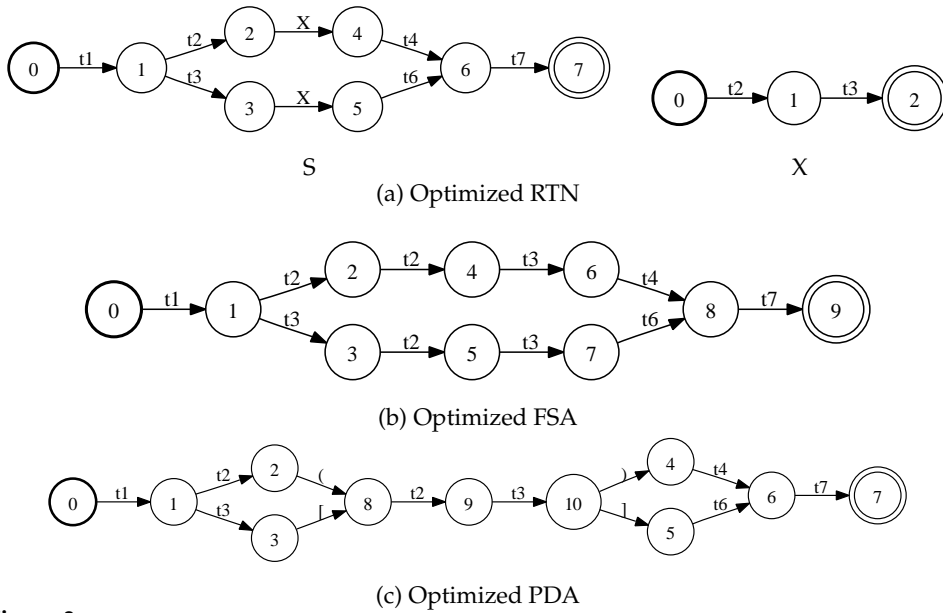 t2 2 X 4 t4
0 t1 1 6 t7 7
t3 3 X 5 t6
0 t2 1 t3 2
S X
(a) Optimized RTN
2 t2 4 t3 6
t2 t4
0 t1 1 8 t7 9
t3 t6
3 t2 5 t3 7
(b) Optimized FSA
t2 2 ( ) 4 t4
0 t1 1 8 t2 9 t3 10 6 t7 7
t3 3 [ ] 5 t6
(c) Optimized PDA